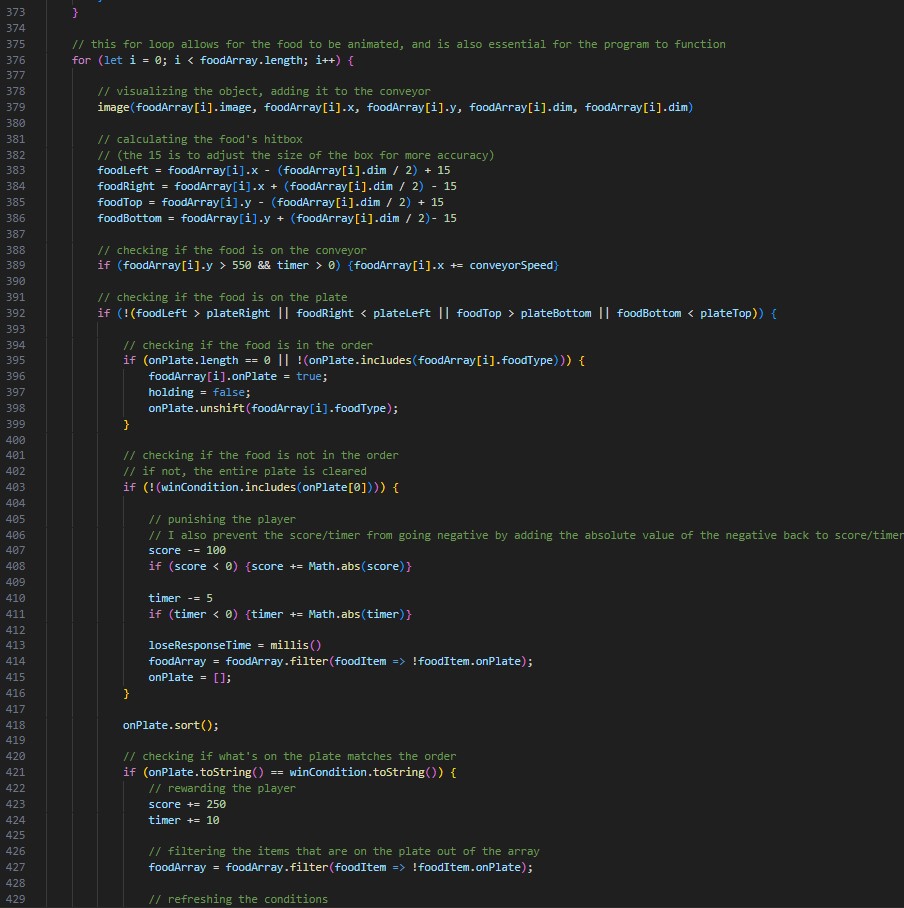 373 }
374
375 // this for loop allows for the food to be animated, and is also essential for the program to function
376 for (let i = 0; i < foodArray.length; i++) {
377
378 // visualizing the object, adding it to the conveyor
379 image(foodArray[i].image, foodArray[i].x, foodArray[i].y, foodArray[i].dim, foodArray[i].dim)
380
381 // calculating the food's hitbox
382 // (the 15 is to adjust the size of the box for more accuracy)
383 foodLeft = foodArray[i].x - (foodArray[i].dim / 2) + 15
384 foodRight = foodArray[i].x + (foodArray[i].dim / 2) - 15
385 foodTop = foodArray[i].y - (foodArray[i].dim / 2) + 15
386 foodBottom = foodArray[i].y + (foodArray[i].dim / 2)- 15
387
388 // checking if the food is on the conveyor
389 if (foodArray[i].y > 550 && timer > 0) {foodArray[i].x += conveyorSpeed}
390
391 // checking if the food is on the plate
392 if (!(foodLeft > plateRight || foodRight < plateLeft || foodTop > plateBottom || foodBottom < plateTop)) {
393
394 // checking if the food is in the order
395 if (onPlate.length == 0 || !(onPlate.includes(foodArray[i].foodType))) {
396 foodArray[i].onPlate = true;
397 holding = false;
398 onPlate.unshift(foodArray[i].foodType);
399 }
400
401 // checking if the food is not in the order
402 // if not, the entire plate is cleared
403 if (!(winCondition.includes(onPlate[0]))) {
404
405 // punishing the player
406 // I also prevent the score/timer from going negative by adding the absolute value of the negative back to score/timer
407 score -= 100
408 if (score < 0) {score += Math.abs(score)}
409
410 timer -= 5
411 if (timer < 0) {timer += Math.abs(timer)}
412
413 loseResponseTime = millis()
414 foodArray = foodArray.filter(foodItem => !foodItem.onPlate);
415 onPlate = [];
416 }
417
418 onPlate.sort();
419
420 // checking if what's on the plate matches the order
421 if (onPlate.toString() == winCondition.toString()) {
422 // rewarding the player
423 score += 250
424 timer += 10
425
426 // filtering the items that are on the plate out of the array
427 foodArray = foodArray.filter(foodItem => !foodItem.onPlate);
428
429 // refreshing the conditions